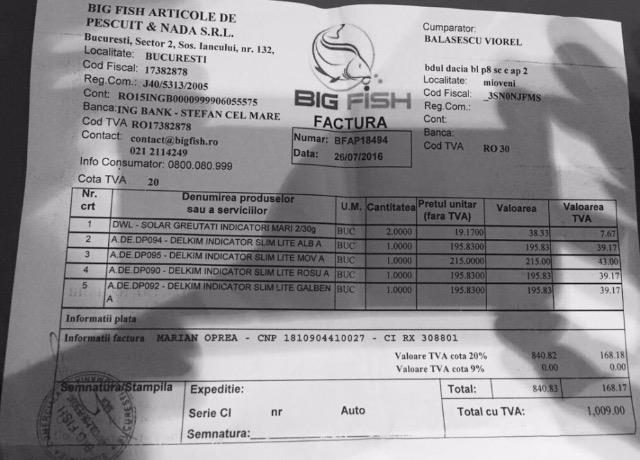 BIG FISH ARTICOLE DE
PESCUIT & NADA S.R.L.
Bucuresti, Sector 2, Sos. Iancului, nr. 132,
Localitate: BUCURESTI
Cod Fiscal: 17382878
Reg.Com.: J40/5313/2005
Cont: RO15INGB0000999906055575
Banca: ING BANK - STEFAN CEL MARE
Cod TVA RO17382878
Contact: contact@bigfish.ro
021 2114249
Info Consumator: 0800.080.999
Cota TVA 20
BIG FISH
FACTURA
Numar: BFAP18494
Data: 26/07/2016
Cumparator:
BALASESCU VIOREL
bdul dacia bl p8 sc e ap 2
Localitate: mioveni
Cod Fiscal: _3SN0NJFMS
Reg.Com.:
Cont:
Banca:
Cod TVA RO 30
Nr. crt Denumirea produselor sau a serviciilor U.M. Cantitatea Pretul unitar (fara TVA) Valoarea Valoarea TVA
1 DWL - SOLAR GREUTATI INDICATORI MARI 2/30g BUC 2.0000 19.1700 38.33 7.67
2 A.DE.DP094 - DELKIM INDICATOR SLIM LITE ALB A BUC 1.0000 195.8300 195.83 39.17
3 A.DE.DP095 - DELKIM INDICATOR SLIM LITE MOV A BUC 1.0000 215.0000 215.00 43.00
4 A.DE.DP090 - DELKIM INDICATOR SLIM LITE ROSU A BUC 1.0000 195.8300 195.83 39.17
5 A.DE.DP092 - DELKIM INDICATOR SLIM LITE GALBEN A BUC 1.0000 195.8300 195.83 39.17
Informatii plata
Informatii factura MARIAN OPREA - CNP 1810904410027 - CI RX 308801
Valoare TVA cota 20% 840.82 168.18
Valoare TVA cota 9% 0.00 0.00
Semnatura/Stampila
Expeditie:
Serie CI nr Auto
Semnatura:
Total: 840.83 168.17
Total cu TVA: 1,009.00
BIG FISH